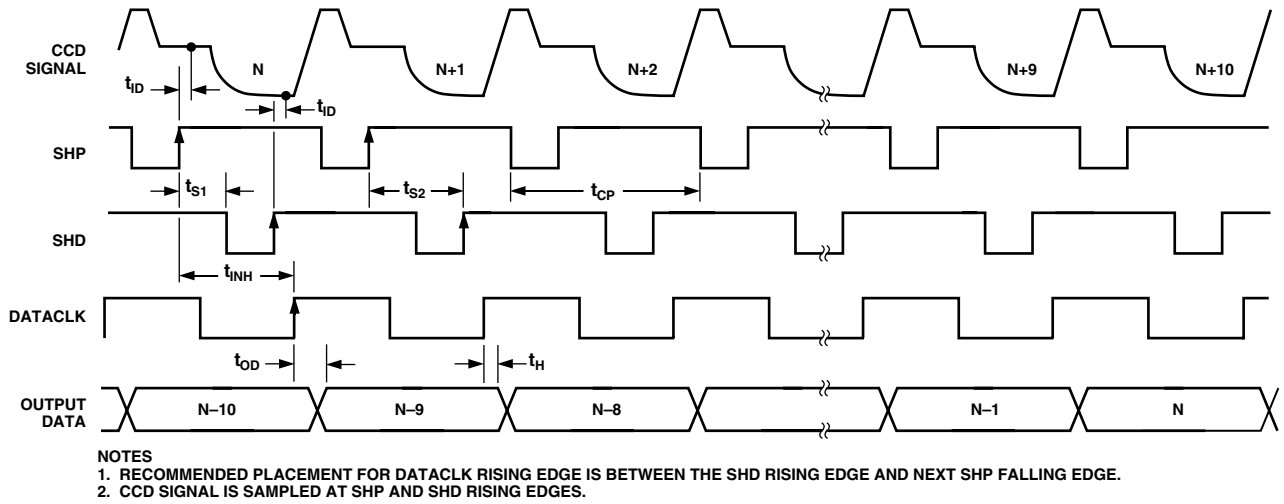 CCD
SIGNAL
N
N+1
N+2
N+9
N+10
tID
tID
SHP
tS1
tS2
tCP
SHD
tINH
DATACLK
tOD
tH
OUTPUT
DATA
N–10
N–9
N–8
N–1
N
NOTES
1. RECOMMENDED PLACEMENT FOR DATACLK RISING EDGE IS BETWEEN THE SHD RISING EDGE AND NEXT SHP FALLING EDGE.
2. CCD SIGNAL IS SAMPLED AT SHP AND SHD RISING EDGES.